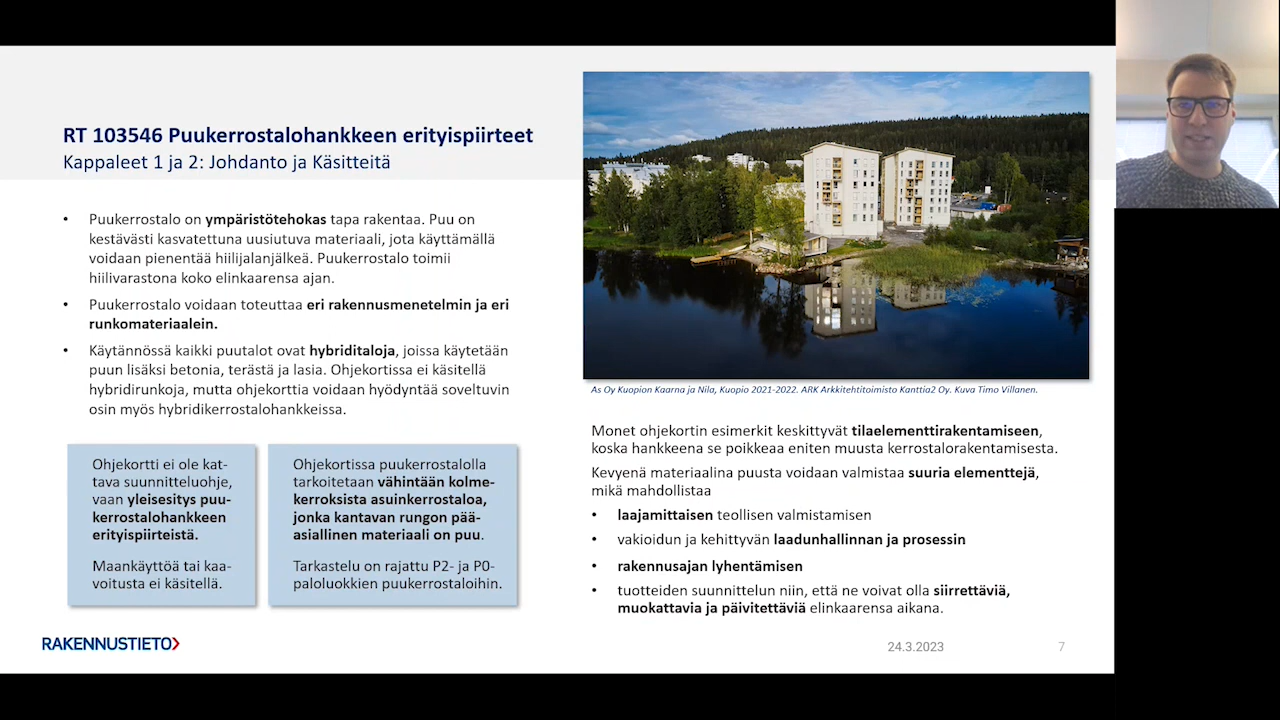 RT 103546 Puukerrostalohankkeen erityispiirteet
Kappaleet 1 ja 2: Johdanto ja Käsitteitä
• Puukerrostalo on ympäristötehokas tapa rakentaa. Puu on
kestävästi kasvatettuna uusiutuva materiaali, jota käyttämällä
voidaan pienentää hiilijalanjälkeä. Puukerrostalo toimii
hiilivarastona koko elinkaarensa ajan.
• Puukerrostalo voidaan toteuttaa eri rakennusmenetelmin ja eri
runkomateriaalein.
• Käytännössä kaikki puutalot ovat hybriditaloja, joissa käytetään
puun lisäksi betonia, terästä ja lasia. Ohjekortissa ei käsitellä
hybridirunkoja, mutta ohjekorttia voidaan hyödyntää soveltuvin
osin myös hybridikerrostalohankkeissa.
Ohjekortti ei ole kat-
tava suunnitteluohje,
vaan yleisesitys puu-
kerrostalohankkeen
erityispiirteistä.
Maankäyttöä tai kaa-
voitusta ei käsitellä.
Ohjekortissa puukerrostalolla
tarkoitetaan vähintään kolme-
kerroksista asuinkerrostaloa,
jonka kantavan rungon pää-
asiallinen materiaali on puu.
Tarkastelu on rajattu P2- ja P0-
paloluokkien puukerrostaloihin.
As Oy Kuopion Kaarna ja Nila, Kuopio 2021-2022. ARK Arkkitehtitoimisto Kanttia2 Oy. Kuva Timo Villanen.
Monet ohjekortin esimerkit keskittyvät tilaelementtirakentamiseen,
koska hankkeena se poikkeaa eniten muusta kerrostalorakentamisesta.
Kevyenä materiaalina puusta voidaan valmistaa suuria elementtejä,
mikä mahdollistaa
• laajamittaisen teollisen valmistamisen
• vakioidun ja kehittyvän laadunhallinnan ja prosessin
• rakennusajan lyhentämisen
• tuotteiden suunnittelun niin, että ne voivat olla siirrettäviä,
muokattavia ja päivitettäviä elinkaarensa aikana.
RAKENNUSTIETO
24.3.2023
7